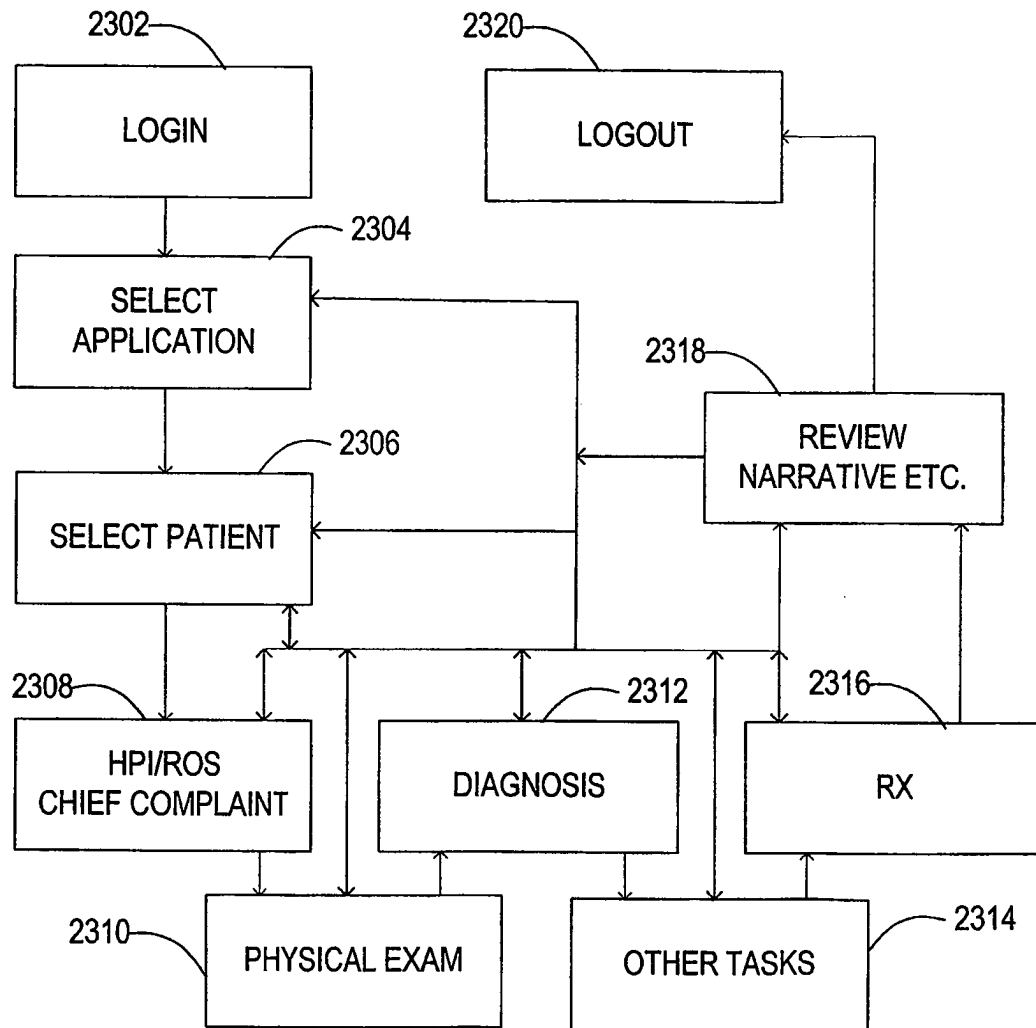 2302
LOGIN
2320
LOGOUT
2304
SELECT
APPLICATION
2318
REVIEW
NARRATIVE ETC.
2306
SELECT PATIENT
2308
HPI/ROS
CHIEF COMPLAINT
2312
DIAGNOSIS
2316
RX
2310
PHYSICAL EXAM
OTHER TASKS
2314